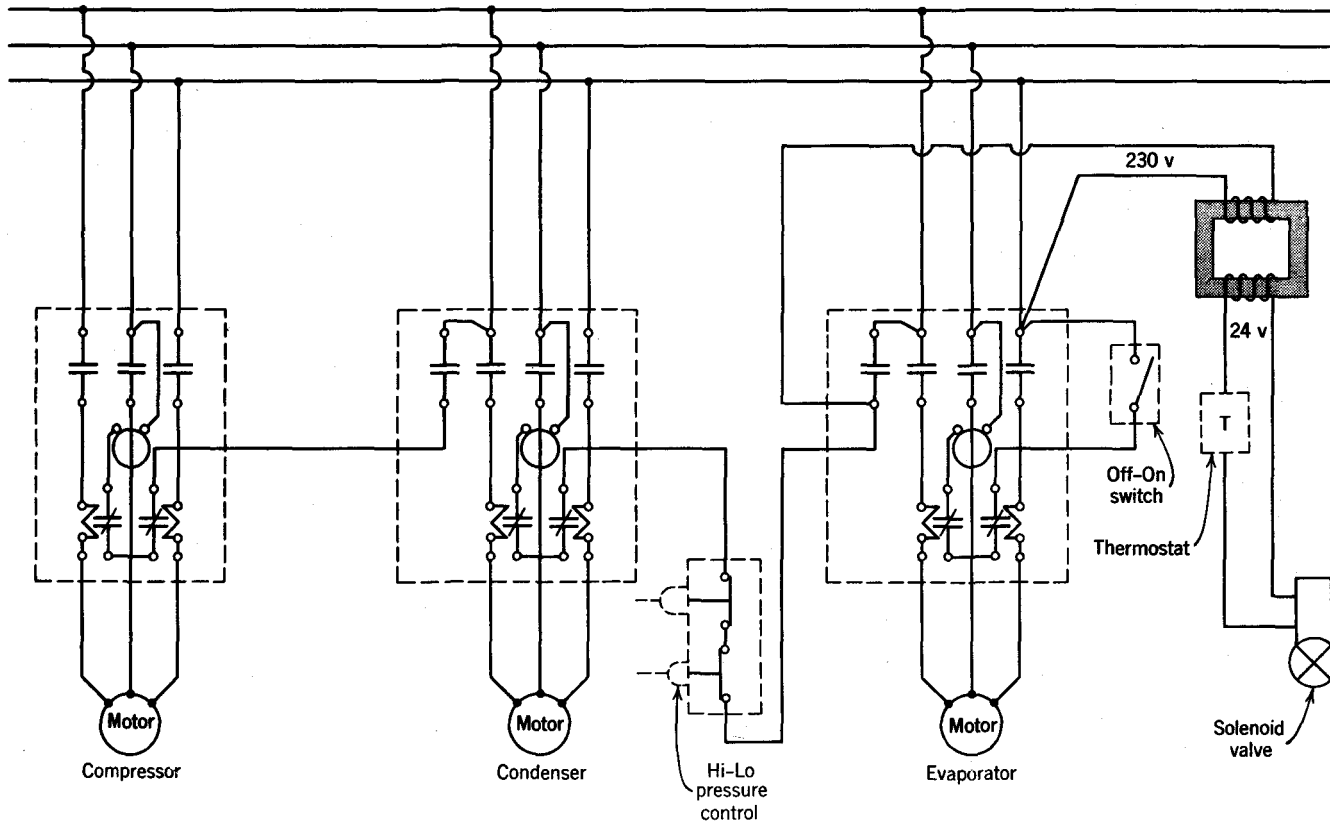 230 v
24 v
T
Off-On
switch
Thermostat
Motor
Motor
Motor
Compressor
Condenser
Hi-Lo
pressure
control
Evaporator
Solenoid
valve